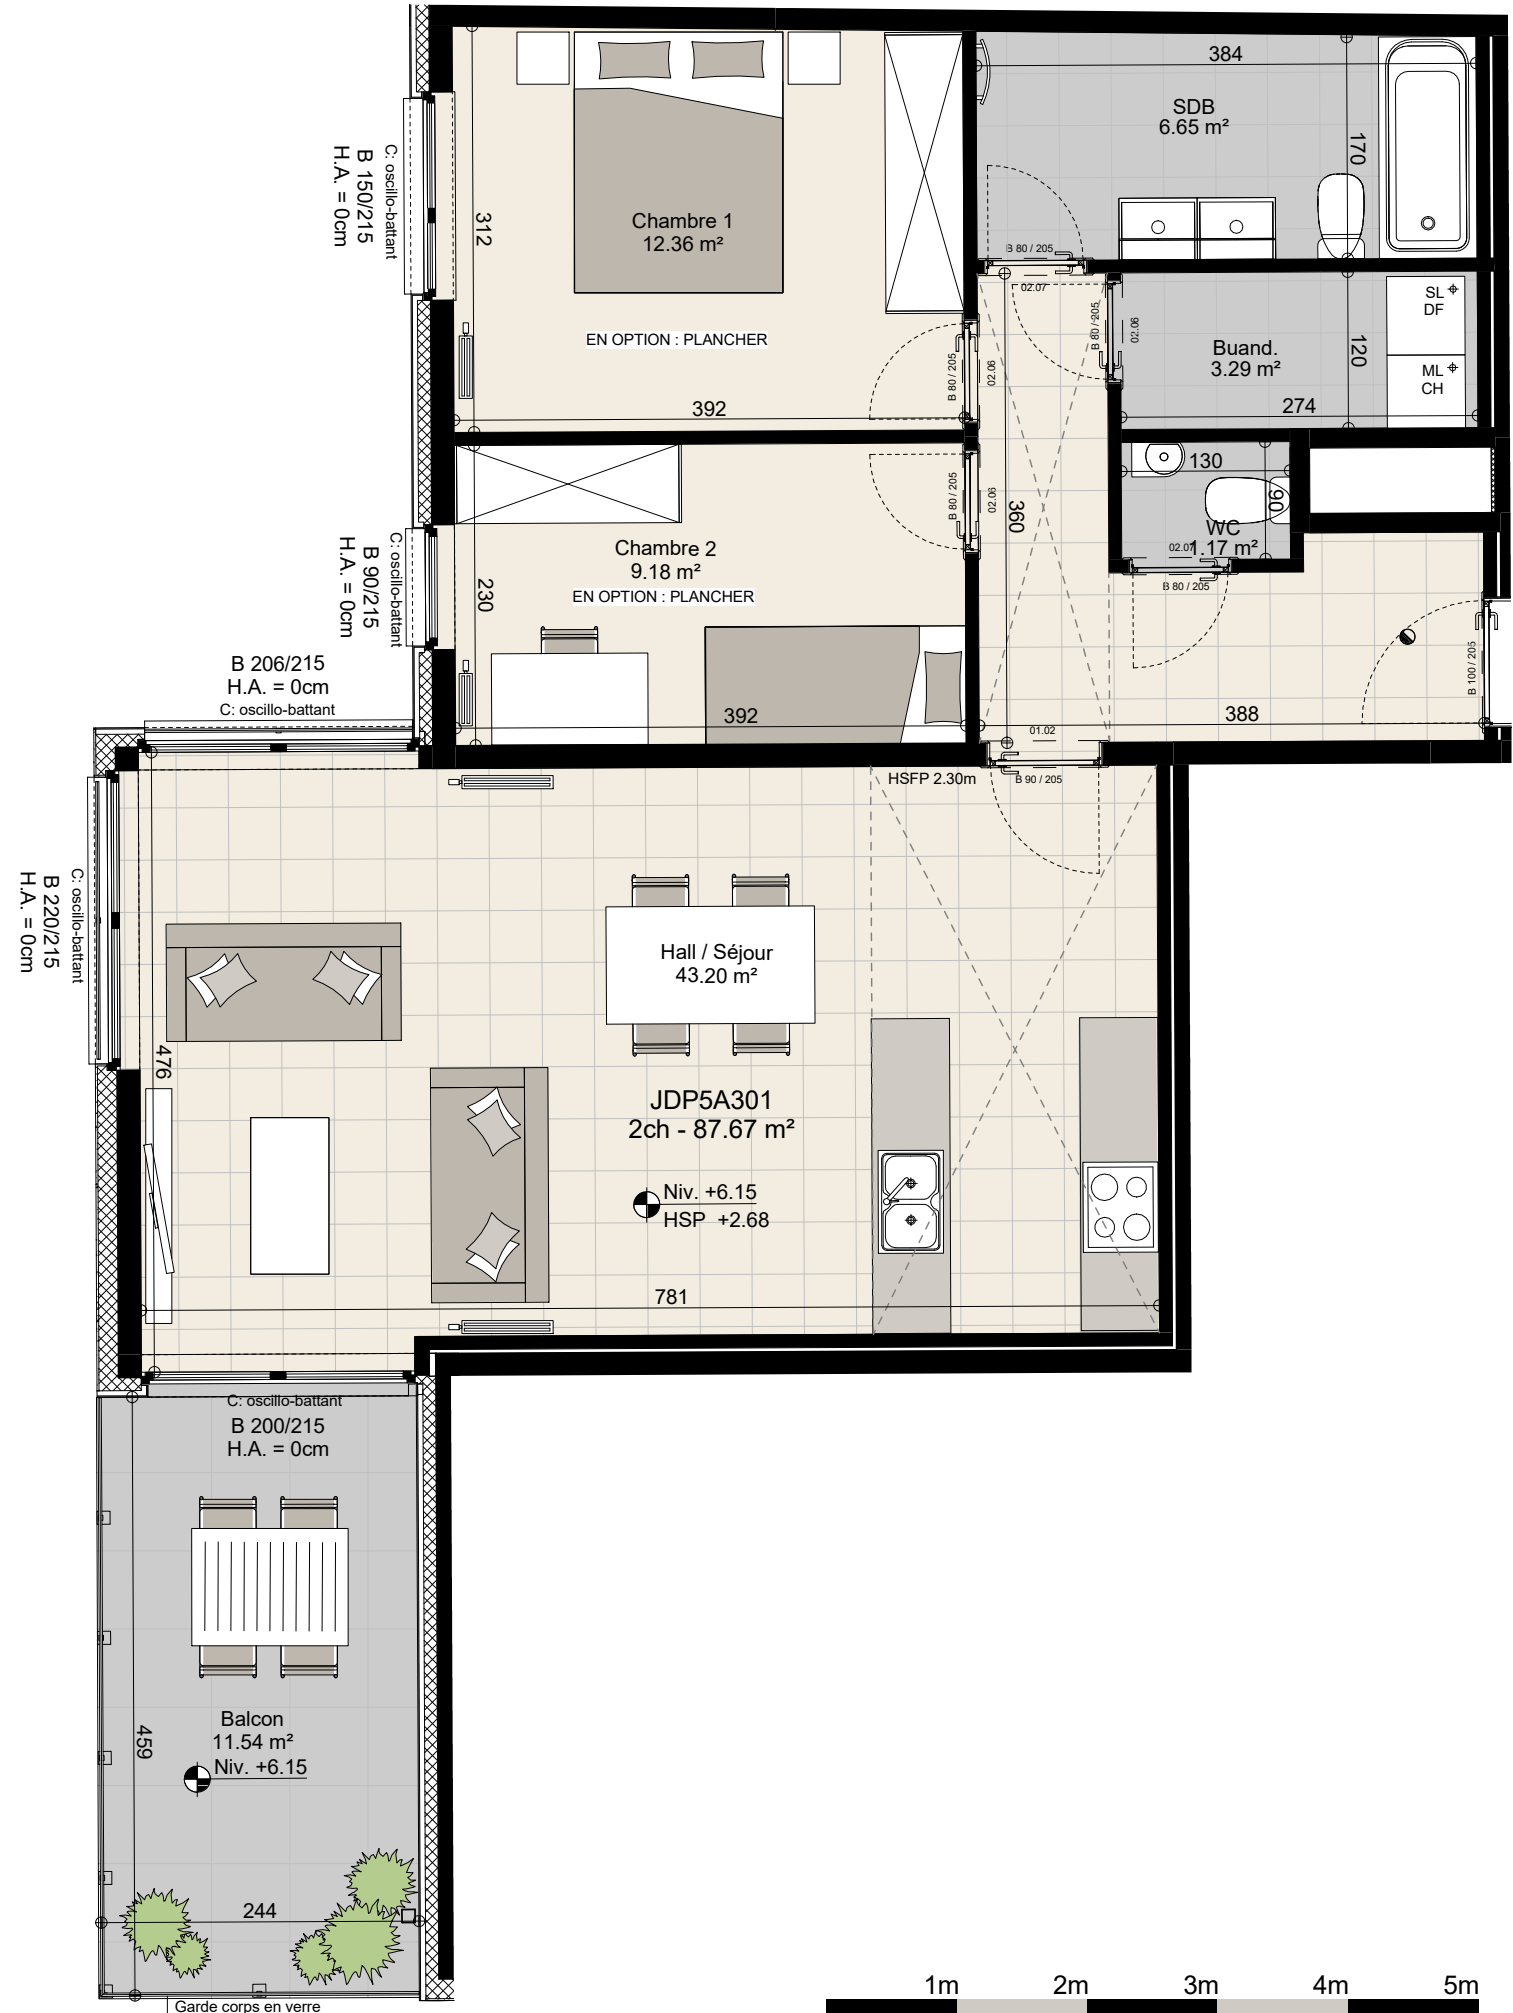 384
SDB
6.65 m²
170
C: oscillo-battant
B 150/215
H.A. = 0cm
312
Chambre 1
12.36 m²
EN OPTION : PLANCHER
392
B 80 / 205
02.06
B 80 / 205
02.07
B 80 / 205
02.06
Buand.
3.29 m²
SL
DF
ML
CH
120
274
C: oscillo-battant
B 90/215
H.A. = 0cm
230
Chambre 2
9.18 m²
EN OPTION : PLANCHER
392
B 80 / 205
02.06
360
130
90
WC
1.17 m²
02.07
B 80 / 205
B 100 / 205
388
B 206/215
H.A. = 0cm
C: oscillo-battant
01.02
B 90 / 205
HSFP 2.30m
C: oscillo-battant
B 220/215
H.A. = 0cm
Hall / Séjour
43.20 m²
476
JDP5A301
2ch - 87.67 m²
Niv. +6.15
HSP +2.68
781
C: oscillo-battant
B 200/215
H.A. = 0cm
459
Balcon
11.54 m²
Niv. +6.15
244
Garde corps en verre
1m 2m 3m 4m 5m